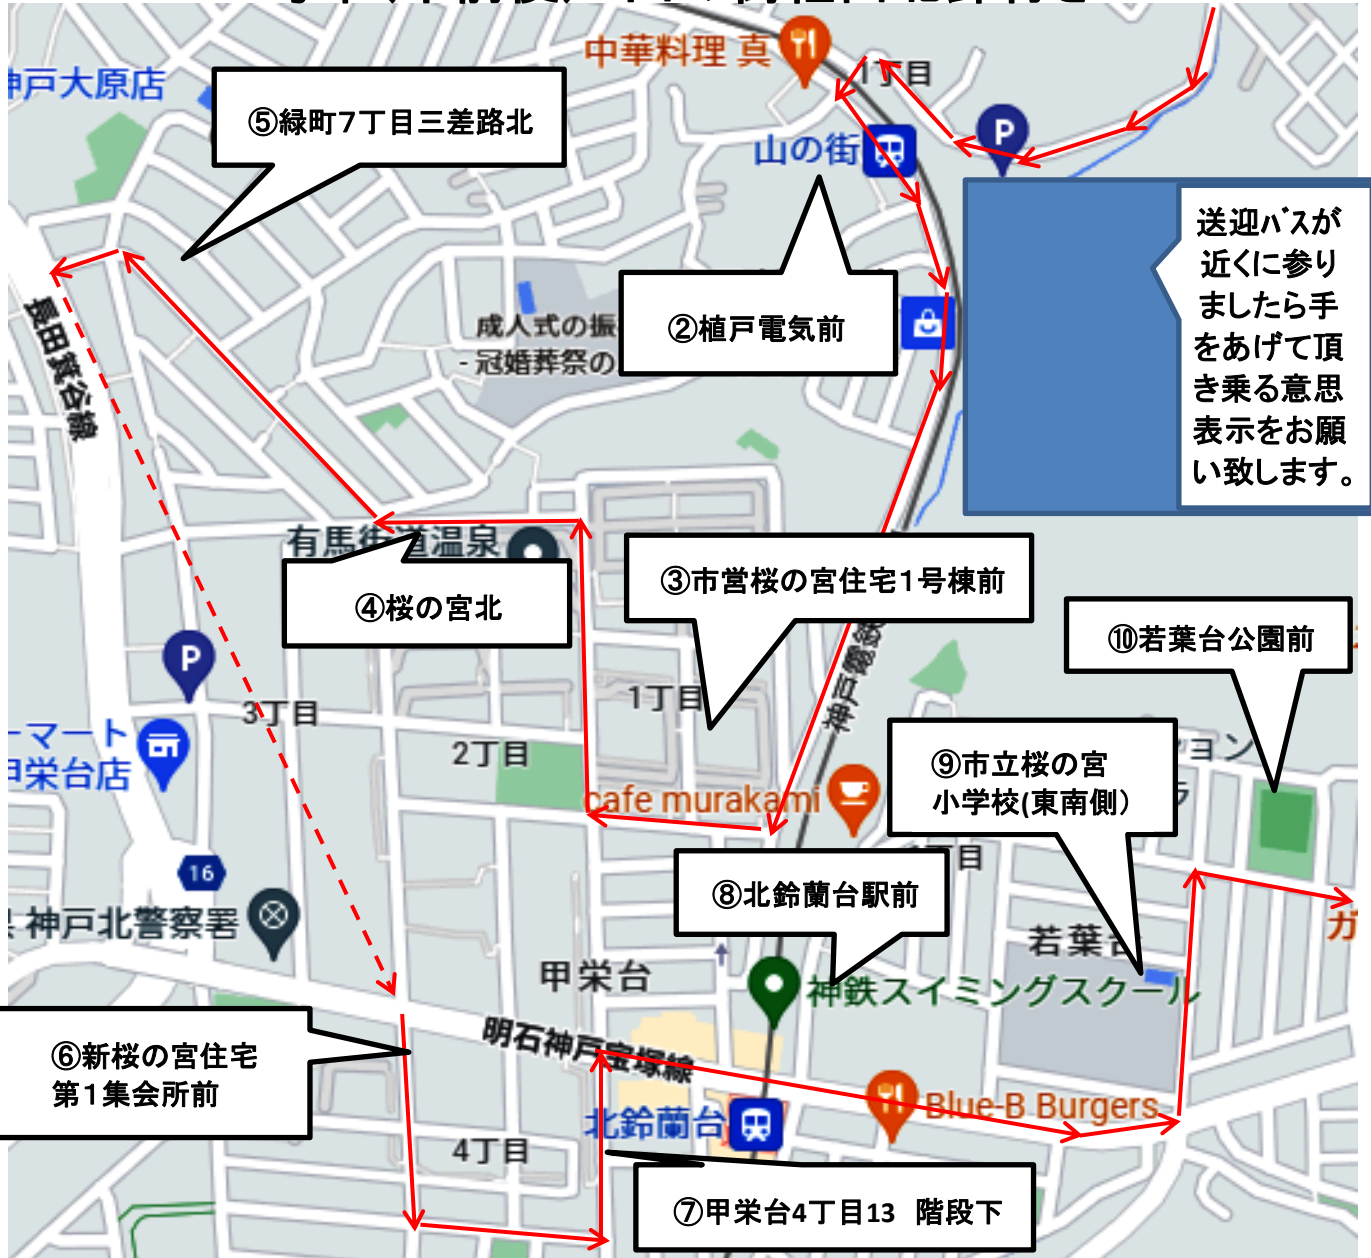 中華料理 真
1丁目
戸大原店
⑤緑町7丁目三差路北
P
山の街
送迎バスが
近くに参り
ましたら手
をあげて頂
き乗る意思
表示をお願
い致します。
長田箕谷線
成人式の振
- 冠婚葬祭の
②植戸電気前
有馬街道温泉
③市営桜の宮住宅1号棟前
④桜の宮北
⑩若葉台公園前
P
神戸電鉄
1丁目
3丁目
2丁目
ーマート
甲栄台店
ション
ラ
⑨市立桜の宮
小学校(東南側)
cafe murakami
16
丁目
⑧北鈴蘭台駅前
神戸北警察署
若葉台
ガ
甲栄台
神鉄スイミングスクール
明石神戸宝塚線
⑥新桜の宮住宅
第1集会所前
北鈴蘭台
Blue-B Burgers
4丁目
⑦甲栄台4丁目13 階段下